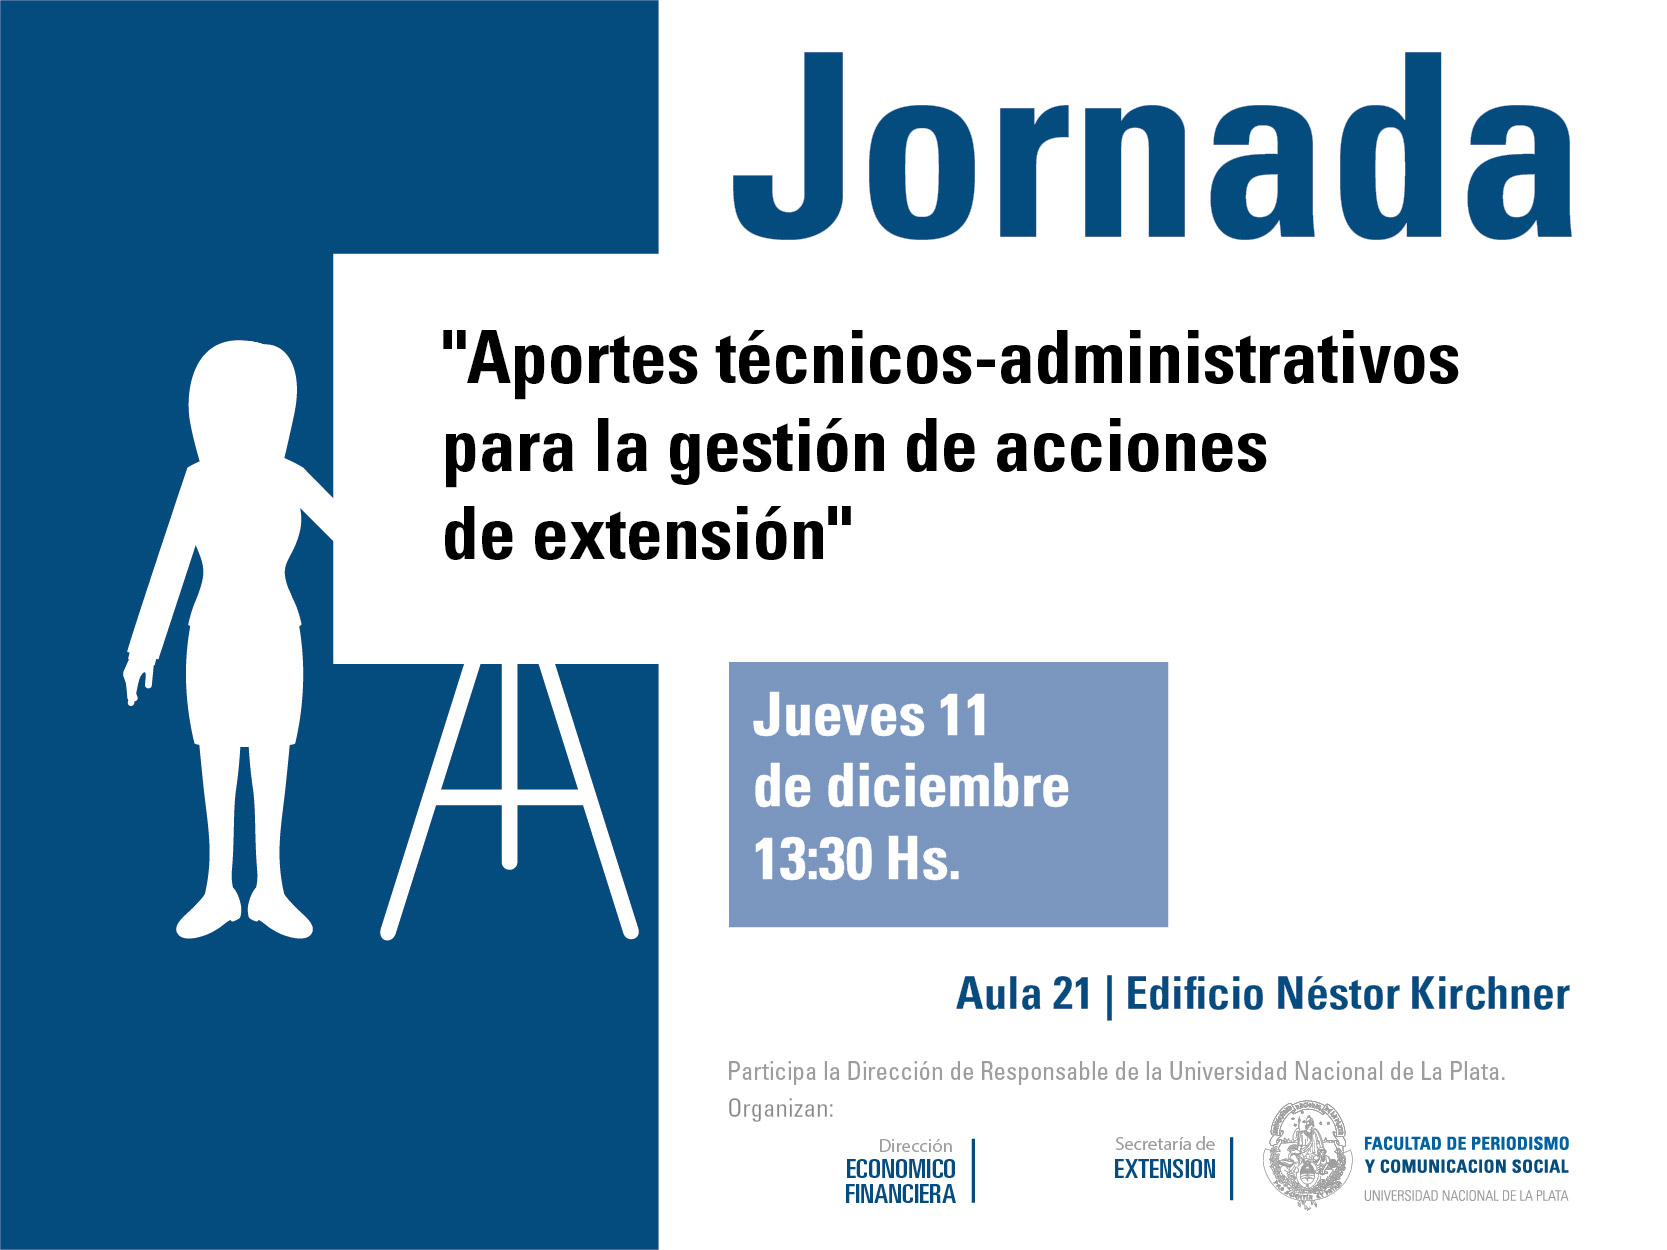 Jornada
"Aportes técnicos-administrativos
para la gestión de acciones
de extensión"
Jueves 11
de diciembre
13:30 Hs.
Aula 21 | Edificio Néstor Kirchner
Participa la Dirección de Responsable de la Universidad Nacional de La Plata.
Organizan:
Dirección
ECONOMICO
FINANCIERA
Secretaría de
EXTENSION
FACULTAD DE PERIODISMO
Y COMUNICACION SOCIAL
UNIVERSIDAD NACIONAL DE LA PLATA